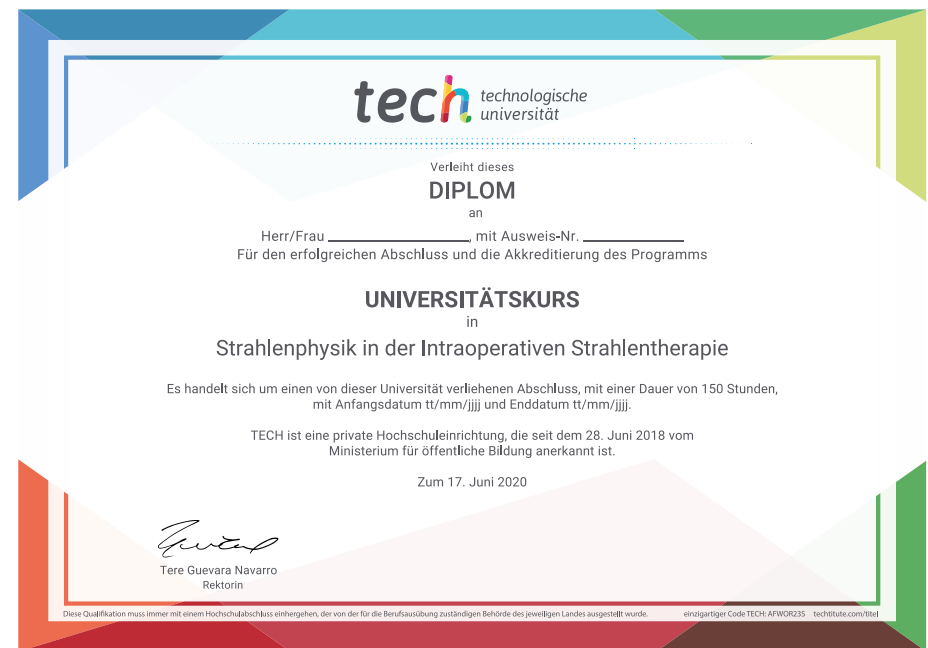 tech technologische
universität
Verleiht dieses
DIPLOM
an
Herr/Frau ____________________, mit Ausweis-Nr. ______________
Für den erfolgreichen Abschluss und die Akkreditierung des Programms
UNIVERSITÄTSKURS
in
Strahlenphysik in der Intraoperativen Strahlentherapie
Es handelt sich um einen von dieser Universität verliehenen Abschluss, mit einer Dauer von 150 Stunden,
mit Anfangsdatum tt/mm/jjjj und Enddatum tt/mm/jjjj.
TECH ist eine private Hochschuleinrichtung, die seit dem 28. Juni 2018 vom
Ministerium für öffentliche Bildung anerkannt ist.
Zum 17. Juni 2020
Tere Guevara Navarro
Rektorin
Diese Qualifikation muss immer mit einem Hochschulabschluss einhergehen, der von der für die Berufsausübung zuständigen Behörde des jeweiligen Landes ausgestellt wurde. einzigartiger Code TECH: AFWOR23S techtitute.com/titel